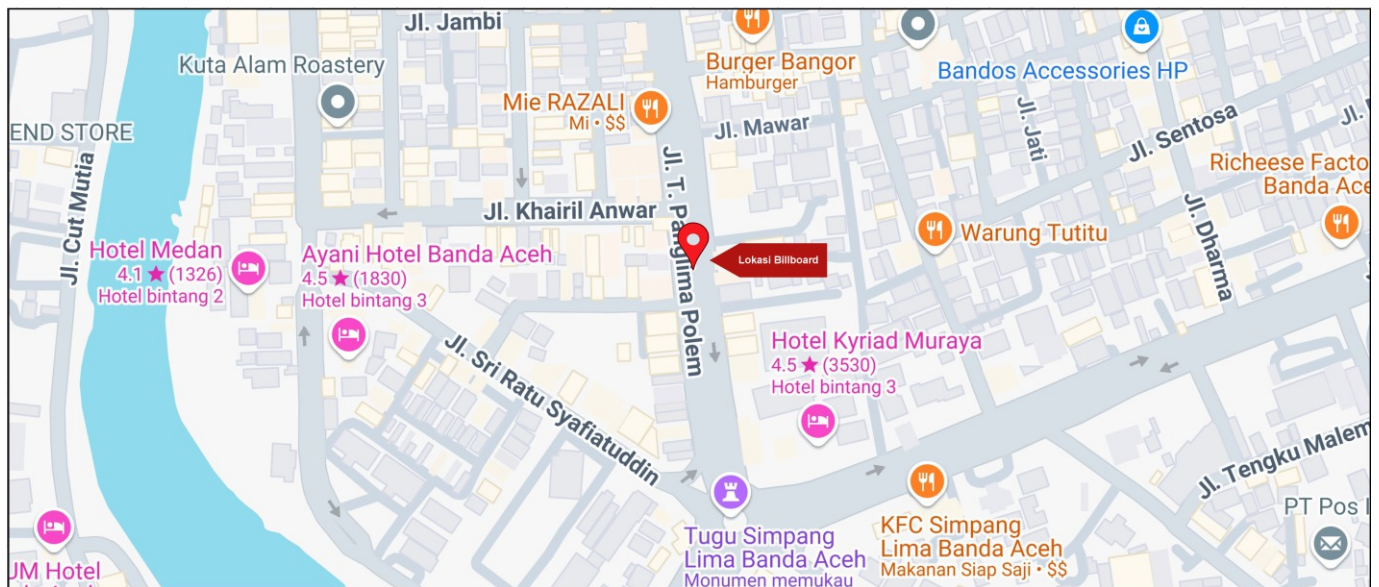 Jl. Jambi
Kuta Alam Roastery
Burger Bangor
Hamburger
Bandos Accessories HP
Mie RAZALI
Mi • $$
END STORE
Jl. Cut Mutia
Jl. Mawar
Jl. Jati
Jl. Sentosa
Jl.
Richeese Facto
Banda Ace
Jl. T. Panglima Polem
Jl. Khairil Anwar
Jl. Dharma
Warung Tutitu
Hotel Medan
4.1 ★ (1326)
Hotel bintang 2
Ayani Hotel Banda Aceh
4.5 ★ (1830)
Hotel bintang 3
Lokasi Billboard
Jl. Sri Ratu Syafiatuddin
Hotel Kyriad Muraya
4.5 ★ (3530)
Hotel bintang 3
Jl. Tengku Malem
PT Pos I
Tugu Simpang
Lima Banda Aceh
Monumen memukau
KFC Simpang
Lima Banda Aceh
Makanan Siap Saji • $$
JM Hotel